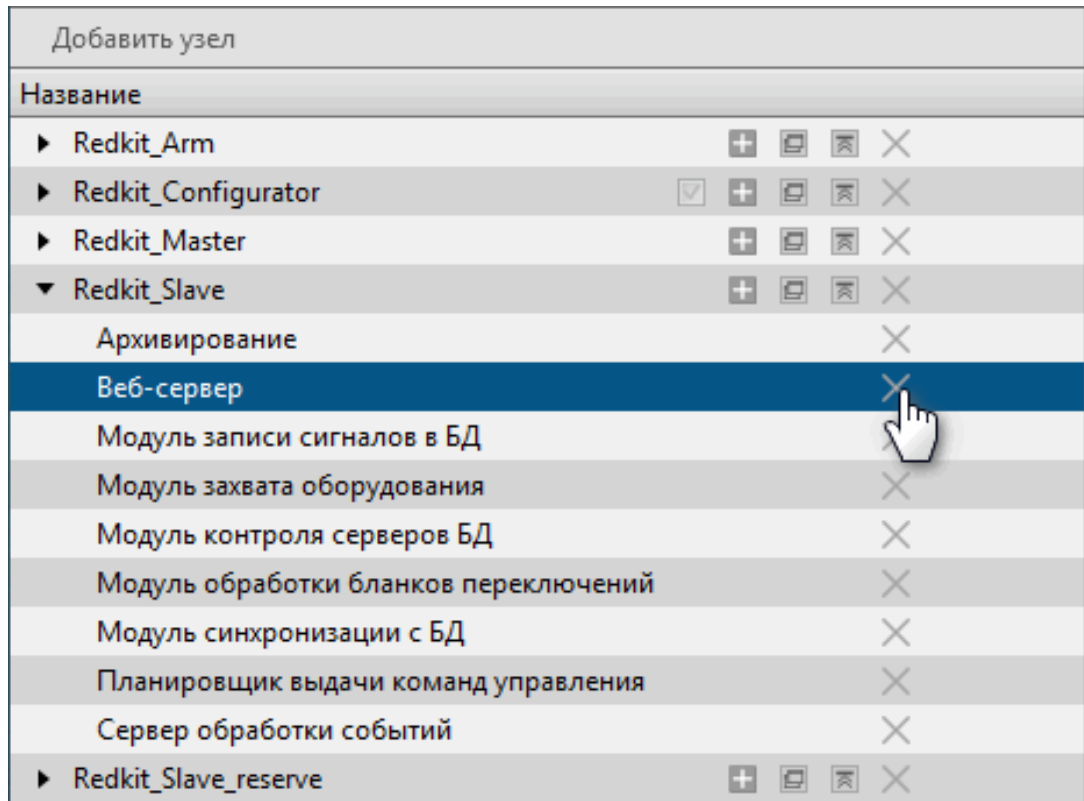 Добавить узел
Название
Redkit_Arm
Redkit_Configurator
Redkit_Master
Redkit_Slave
Архивирование
Веб-сервер
Модуль записи сигналов в БД
Модуль захвата оборудования
Модуль контроля серверов БД
Модуль обработки бланков переключений
Модуль синхронизации с БД
Планировщик выдачи команд управления
Сервер обработки событий
Redkit_Slave_reserve